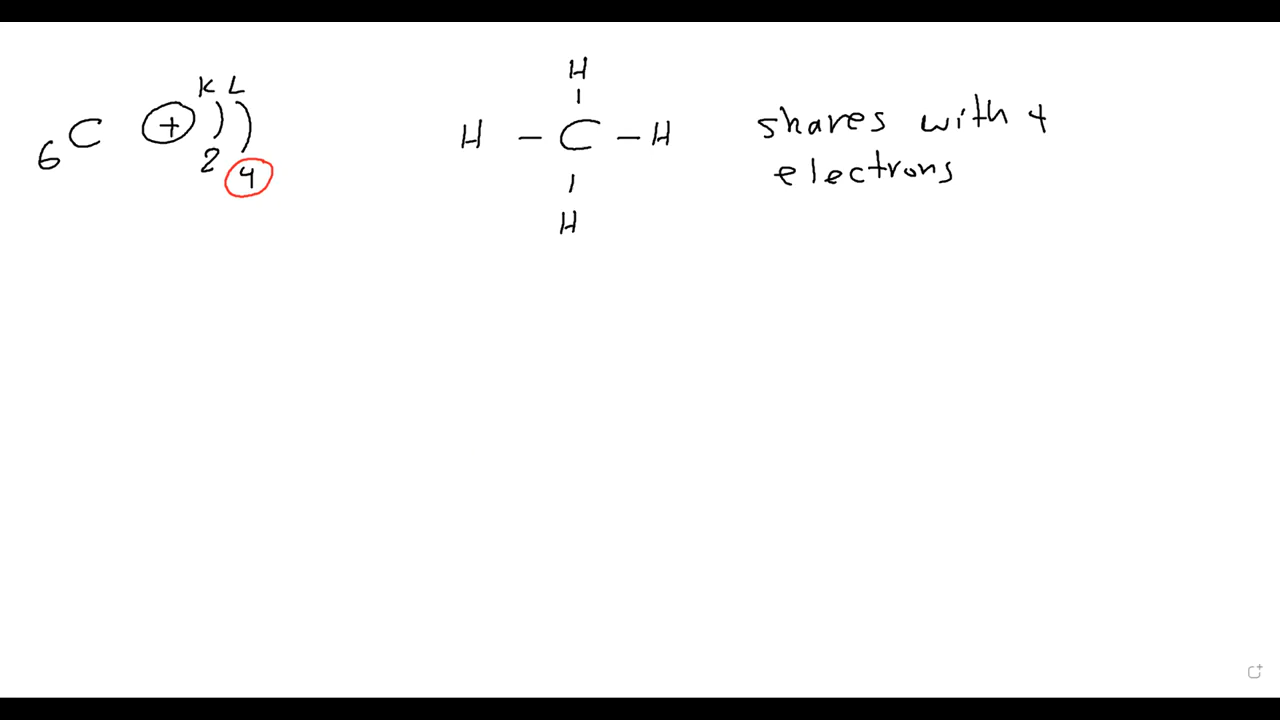 K L
6 C + ) )
2 4
H
H - C - H
H
shares with 4
electrons